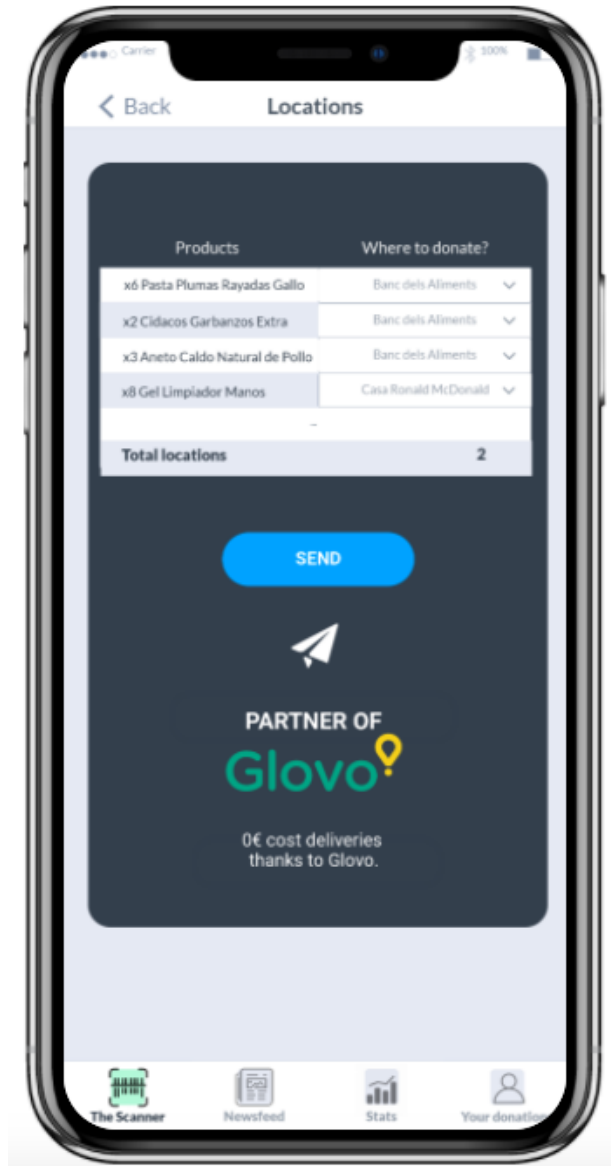 Carrier 100%
Back Locations
Products Where to donate?
x6 Pasta Plumas Rayadas Gallo Banc dels Aliments
x2 Cidacos Garbanzos Extra Banc dels Aliments
x3 Aneto Caldo Natural de Pollo Banc dels Aliments
x8 Gel Limpiador Manos Casa Ronald McDonald
–
Total locations 2
SEND
PARTNER OF
Glovo
0€ cost deliveries
thanks to Glovo.
The Scanner Newsfeed Stats Your donation